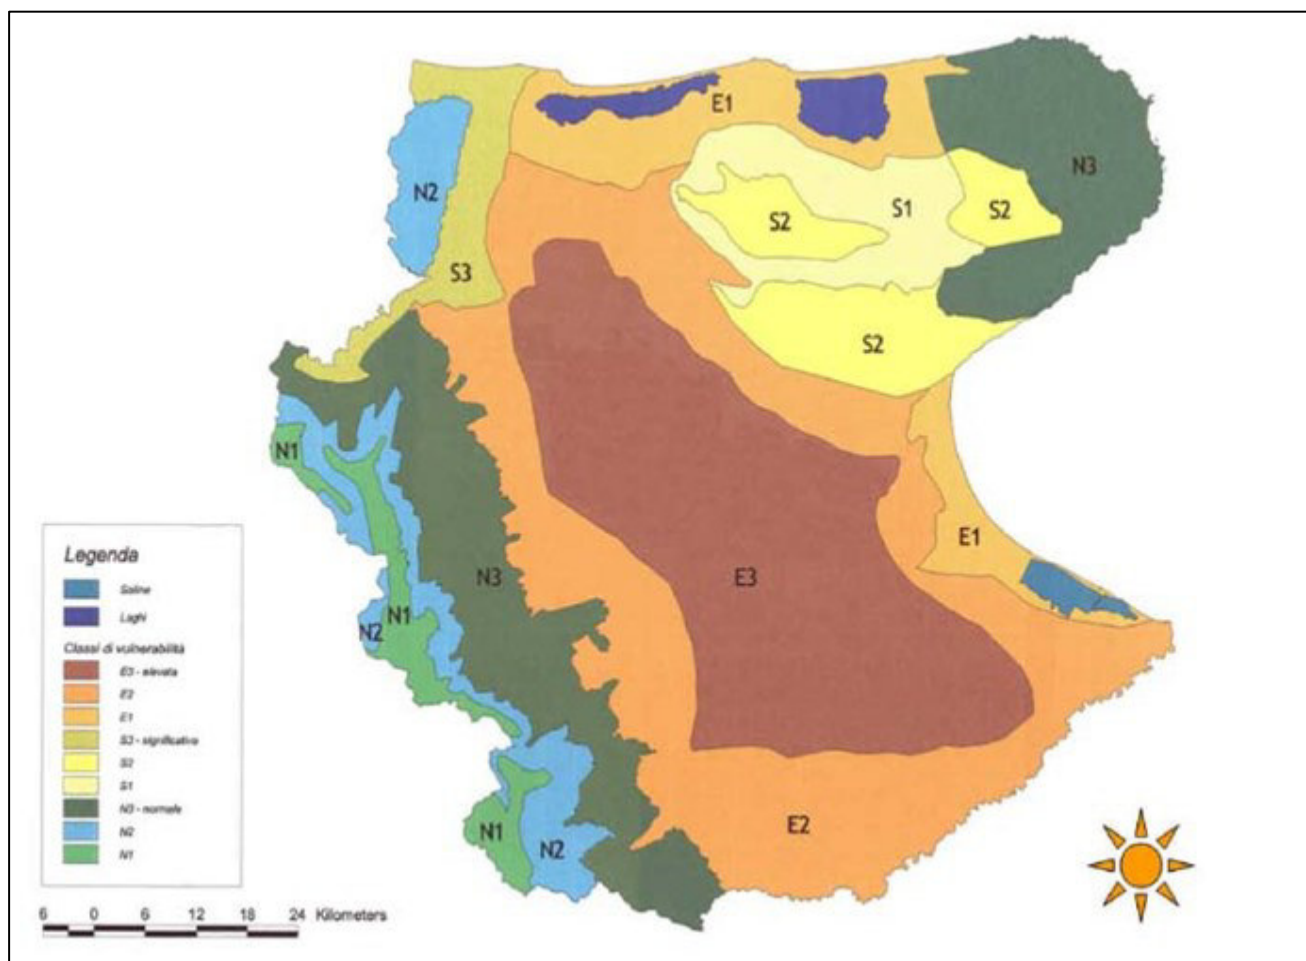 E1
N3
N2
S1
S2
S2
S3
S2
N1
E1
N3
E3
N1
N2
E2
N1
N2
Legenda
Saline
Laghi
Classi di vulnerabilità
E3 - elevata
E2
E1
S3 - significativa
S2
S1
N3 - normale
N2
N1
6 0 6 12 18 24 Kilometers